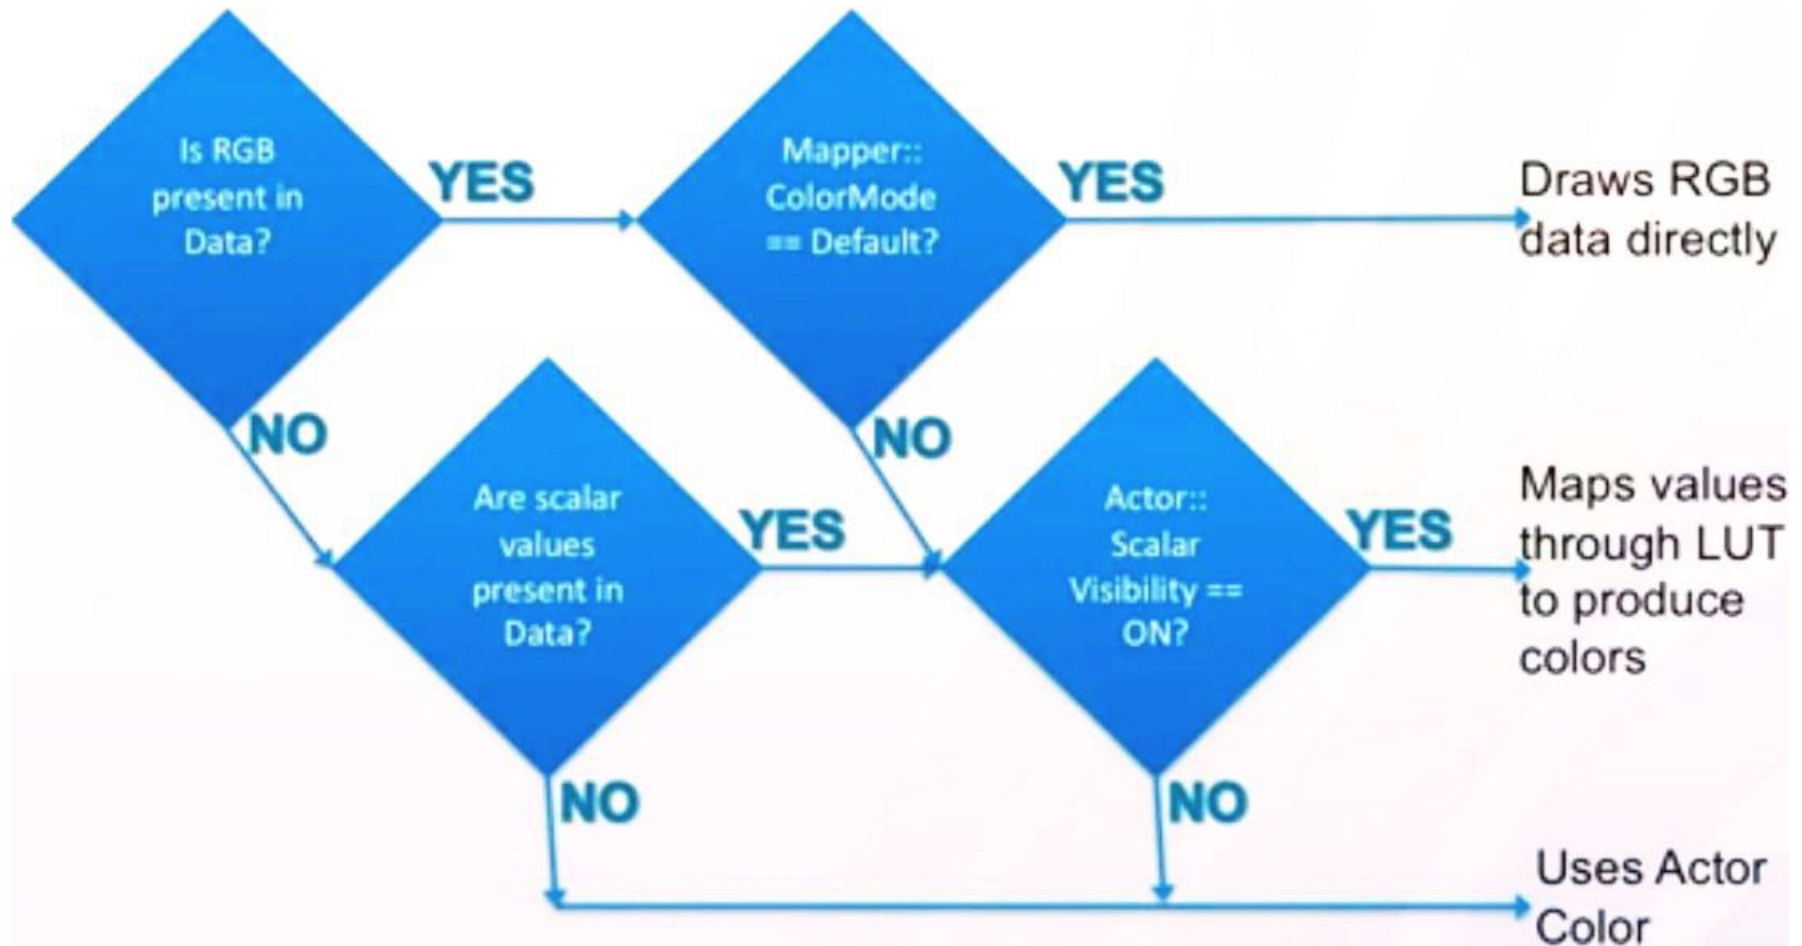 Is RGB
present in
Data?
YES
Mapper::
ColorMode
== Default?
YES
Draws RGB
data directly
NO
NO
Are scalar
values
present in
Data?
YES
Actor::
Scalar
Visibility ==
ON?
YES
Maps values
through LUT
to produce
colors
NO
NO
Uses Actor
Color